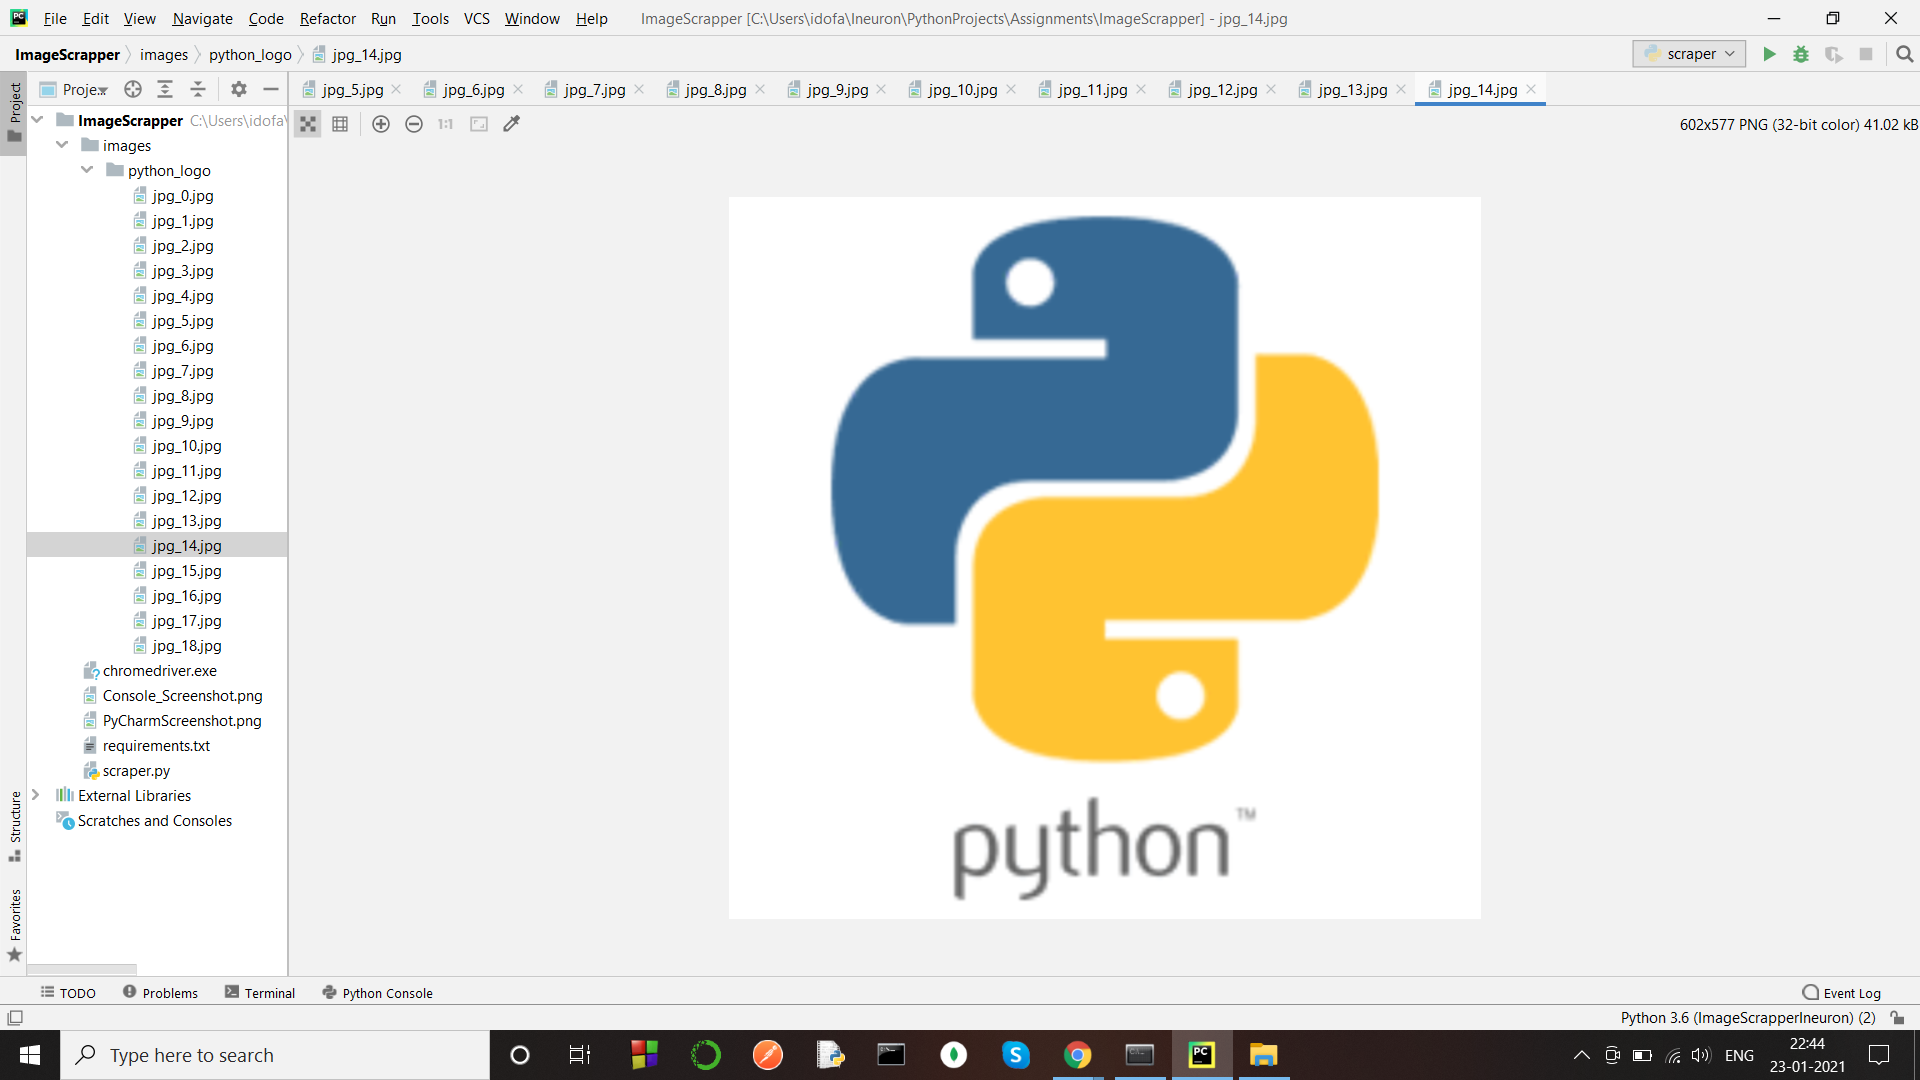 File Edit View Navigate Code Refactor Run Tools VCS Window Help ImageScrapper [C:\Users\idofa\Ineuron\PythonProjects\Assignments\ImageScrapper] - jpg_14.jpg
ImageScrapper images python_logo jpg_14.jpg scraper
Project
Proje
jpg_5.jpg jpg_6.jpg jpg_7.jpg jpg_8.jpg jpg_9.jpg jpg_10.jpg jpg_11.jpg jpg_12.jpg jpg_13.jpg jpg_14.jpg
1:1
602x577 PNG (32-bit color) 41.02 kB
ImageScrapper C:\Users\idofa\
images
python_logo
jpg_0.jpg
jpg_1.jpg
jpg_2.jpg
jpg_3.jpg
jpg_4.jpg
jpg_5.jpg
jpg_6.jpg
jpg_7.jpg
jpg_8.jpg
jpg_9.jpg
jpg_10.jpg
jpg_11.jpg
jpg_12.jpg
jpg_13.jpg
jpg_14.jpg
jpg_15.jpg
jpg_16.jpg
jpg_17.jpg
jpg_18.jpg
chromedriver.exe
Console_Screenshot.png
PyCharmScreenshot.png
requirements.txt
scraper.py
External Libraries
Scratches and Consoles
python™
Structure
Favorites
TODO Problems Terminal Python Console Event Log
Python 3.6 (ImageScrapperIneuron) (2)
Type here to search
PC
ENG
22:44
23-01-2021